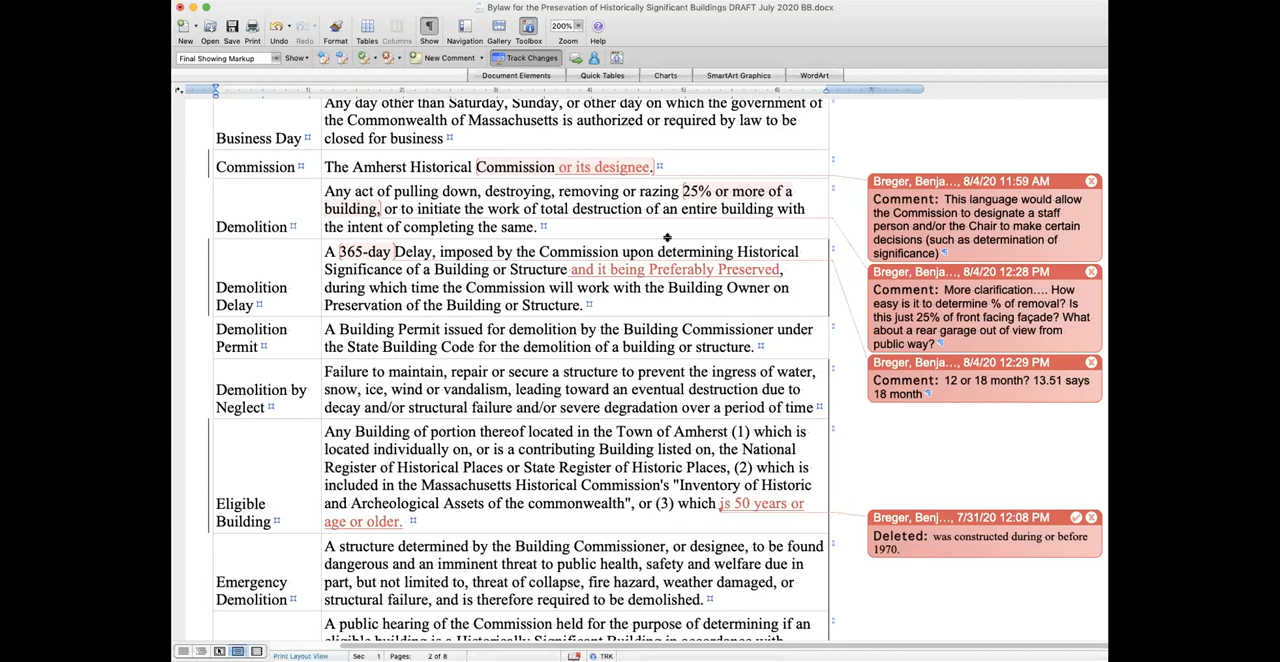 Bylaw for the Presevation of Historically Significant Buildings DRAFT July 2020 BB.docx
200%
New Open Save Print Undo Redo Format Tables Columns Show Navigation Gallery Toolbox Zoom Help
Final Showing Markup Show New Comment Track Changes
Document Elements Quick Tables Charts SmartArt Graphics WordArt
Any day other than Saturday, Sunday, or other day on which the government of
the Commonwealth of Massachusetts is authorized or required by law to be
Business Day closed for business
Commission The Amherst Historical Commission or its designee.
Any act of pulling down, destroying, removing or razing 25% or more of a
building, or to initiate the work of total destruction of an entire building with
Demolition the intent of completing the same.
A 365-day Delay, imposed by the Commission upon determining Historical
Significance of a Building or Structure and it being Preferably Preserved,
Demolition during which time the Commission will work with the Building Owner on
Delay Preservation of the Building or Structure.
Demolition A Building Permit issued for demolition by the Building Commissioner under
Permit the State Building Code for the demolition of a building or structure.
Failure to maintain, repair or secure a structure to prevent the ingress of water,
Demolition by snow, ice, wind or vandalism, leading toward an eventual destruction due to
Neglect decay and/or structural failure and/or severe degradation over a period of time
Any Building of portion thereof located in the Town of Amherst (1) which is
located individually on, or is a contributing Building listed on, the National
Register of Historical Places or State Register of Historic Places, (2) which is
included in the Massachusetts Historical Commission's "Inventory of Historic
Eligible and Archeological Assets of the commonwealth", or (3) which is 50 years or
Building age or older.
A structure determined by the Building Commissioner, or designee, to be found
dangerous and an imminent threat to public health, safety and welfare due in
Emergency part, but not limited to, threat of collapse, fire hazard, weather damaged, or
Demolition structural failure, and is therefore required to be demolished.
A public hearing of the Commission held for the purpose of determining if an
eligible building is a Historically Significant Building in accordance with
Breger, Benja..., 8/4/20 11:59 AM
Comment: This language would allow
the Commission to designate a staff
person and/or the Chair to make certain
decisions (such as determination of
significance)
Breger, Benja..., 8/4/20 12:28 PM
Comment: More clarification.... How
easy is it to determine % of removal? Is
this just 25% of front facing façade? What
about a rear garage out of view from
public way?
Breger, Benja..., 8/4/20 12:29 PM
Comment: 12 or 18 month? 13.51 says
18 month
Breger, Benj..., 7/31/20 12:08 PM
Deleted: was constructed during or before
1970.
Print Layout View Sec 1 Pages: 2 of 8 TRK